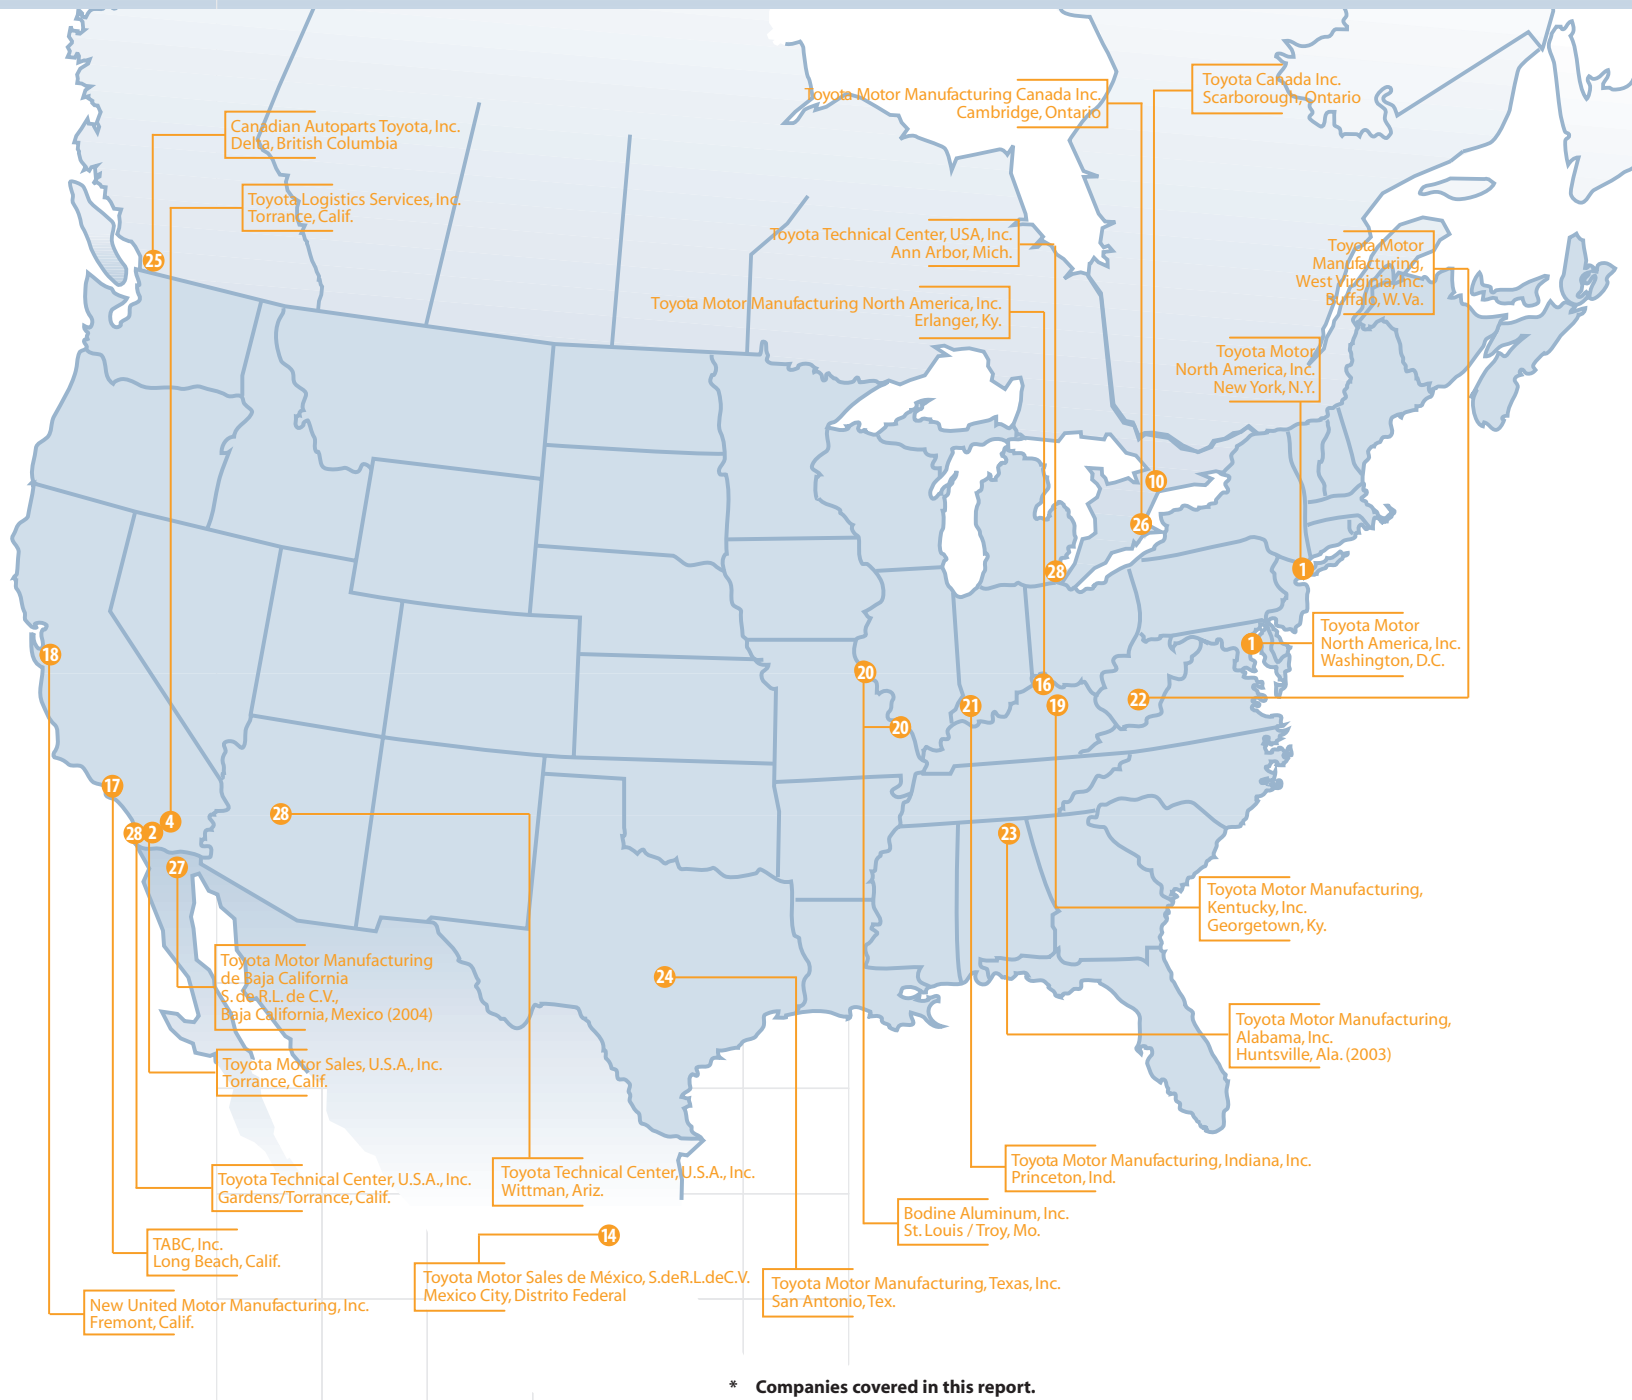 Toyota Motor Manufacturing Canada Inc.
Cambridge, Ontario
Toyota Canada Inc.
Scarborough, Ontario
Canadian Autoparts Toyota, Inc.
Delta, British Columbia
Toyota Logistics Services, Inc.
Torrance, Calif.
25
Toyota Technical Center, USA, Inc.
Ann Arbor, Mich.
Toyota Motor
Manufacturing,
West Virginia, Inc.
Buffalo, W. Va.
Toyota Motor Manufacturing North America, Inc.
Erlanger, Ky.
Toyota Motor
North America, Inc.
New York, N.Y.
10
26
28
1
Toyota Motor
North America, Inc.
Washington, D.C.
1
18
20
16
22
21
19
20
17
4
28
2
28
23
27
Toyota Motor Manufacturing,
Kentucky, Inc.
Georgetown, Ky.
Toyota Motor Manufacturing
de Baja California
S. de R.L. de C.V.,
Baja California, Mexico (2004)
24
Toyota Motor Manufacturing,
Alabama, Inc.
Huntsville, Ala. (2003)
Toyota Motor Sales, U.S.A., Inc.
Torrance, Calif.
Toyota Technical Center, U.S.A., Inc.
Gardens/Torrance, Calif.
Toyota Technical Center, U.S.A., Inc.
Wittman, Ariz.
Toyota Motor Manufacturing, Indiana, Inc.
Princeton, Ind.
Bodine Aluminum, Inc.
St. Louis / Troy, Mo.
TABC, Inc.
Long Beach, Calif.
14
Toyota Motor Sales de México, S.deR.L.deC.V.
Mexico City, Distrito Federal
Toyota Motor Manufacturing, Texas, Inc.
San Antonio, Tex.
New United Motor Manufacturing, Inc.
Fremont, Calif.
* Companies covered in this report.